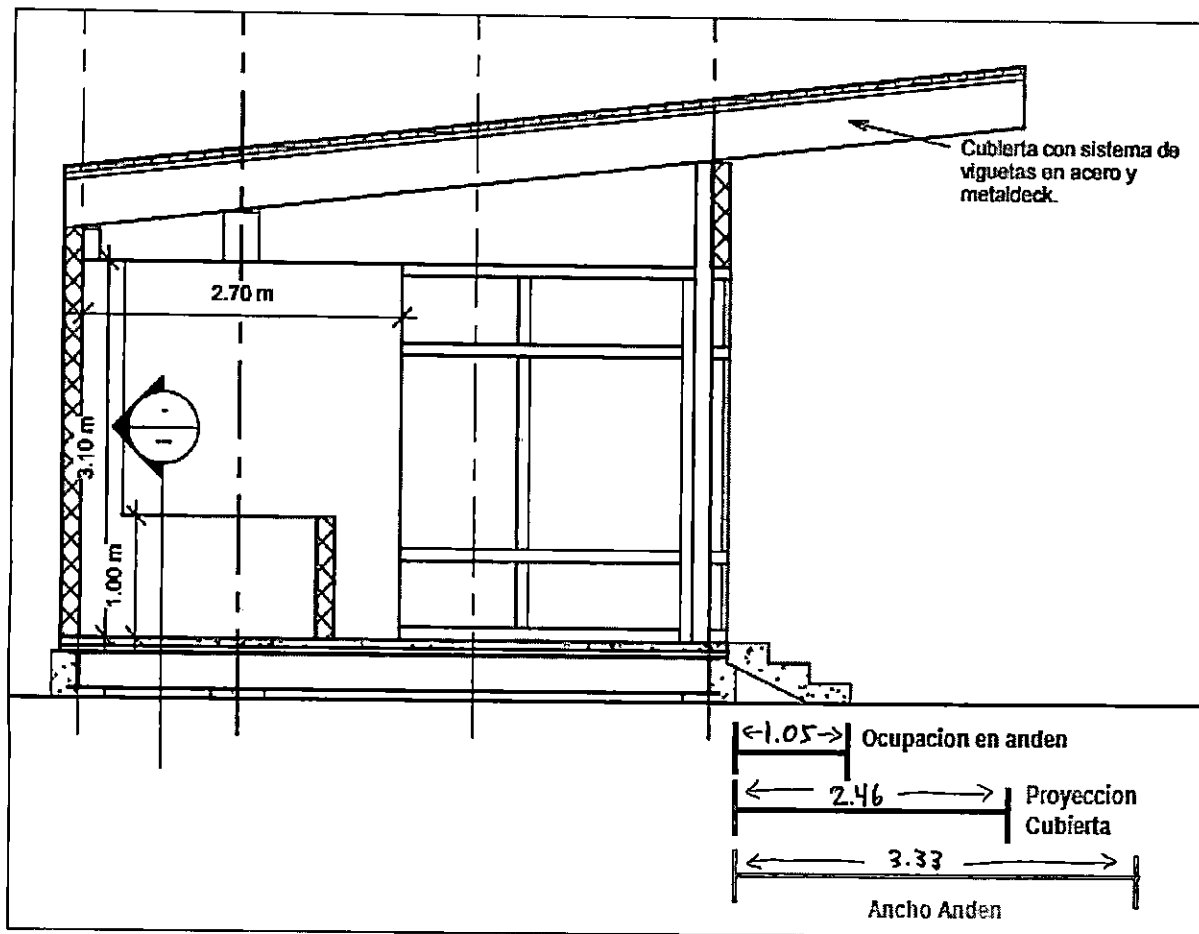 Cubierta con sistema de
viguetas en acero y
metaldeck.
2.70 m
3.10 m
1.00 m
1.05 Ocupacion en anden
2.46 Proyeccion
Cubierta
3.33
Ancho Anden